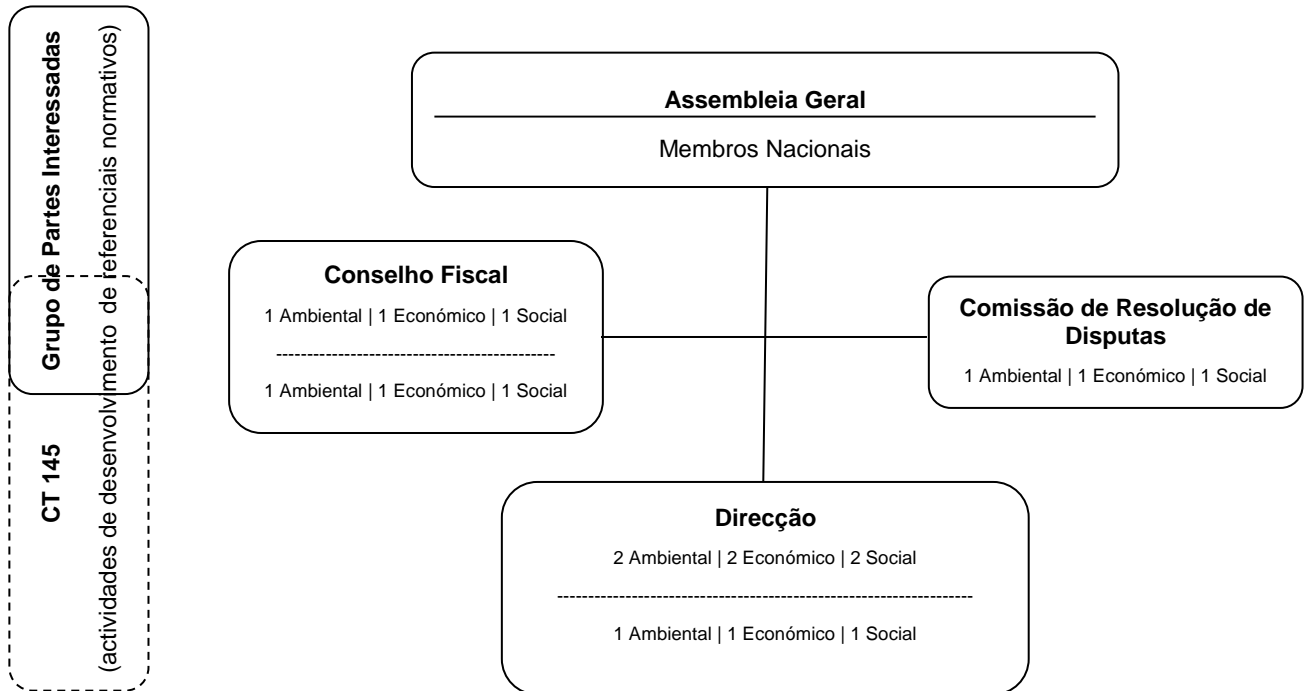 Grupo de Partes Interessadas
CT 145
(actividades de desenvolvimento de referenciais normativos)
Assembleia Geral
Membros Nacionais
Conselho Fiscal
1 Ambiental | 1 Económico | 1 Social
---------------------------------------------
1 Ambiental | 1 Económico | 1 Social
Comissão de Resolução de
Disputas
1 Ambiental | 1 Económico | 1 Social
Direcção
2 Ambiental | 2 Económico | 2 Social
-------------------------------------------------------------------
1 Ambiental | 1 Económico | 1 Social